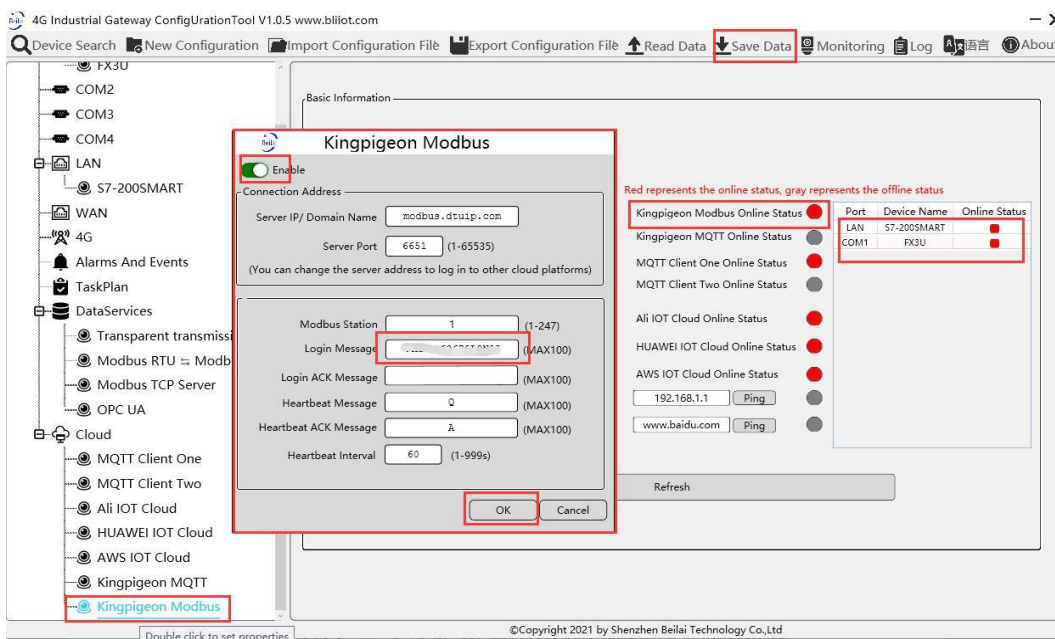 4G Industrial Gateway ConfigUrationTool V1.0.5 www.bliiot.com
Device Search New Configuration Import Configuration File Export Configuration File Read Data Save Data Monitoring Log 语言 About
FX3U
COM2
COM3
COM4
LAN
S7-200SMART
WAN
4G
Alarms And Events
TaskPlan
DataServices
Transparent transmissi
Modbus RTU ⇆ Modb
Modbus TCP Server
OPC UA
Cloud
MQTT Client One
MQTT Client Two
Ali IOT Cloud
HUAWEI IOT Cloud
AWS IOT Cloud
Kingpigeon MQTT
Kingpigeon Modbus
Double click to set properties
Basic Information
Beilai
Kingpigeon Modbus
Enable
Connection Address
Server IP/ Domain Name modbus.dtuip.com
Server Port 6651 (1-65535)
(You can change the server address to log in to other cloud platforms)
Modbus Station 1 (1-247)
Login Message (MAX100)
Login ACK Message (MAX100)
Heartbeat Message Q (MAX100)
Heartbeat ACK Message A (MAX100)
Heartbeat Interval 60 (1-999s)
OK Cancel
Red represents the online status, gray represents the offline status
Kingpigeon Modbus Online Status
Kingpigeon MQTT Online Status
MQTT Client One Online Status
MQTT Client Two Online Status
Ali IOT Cloud Online Status
HUAWEI IOT Cloud Online Status
AWS IOT Cloud Online Status
192.168.1.1 Ping
www.baidu.com Ping
Port Device Name Online Status
LAN S7-200SMART
COM1 FX3U
Refresh
©Copyright 2021 by Shenzhen Beilai Technology Co.,Ltd